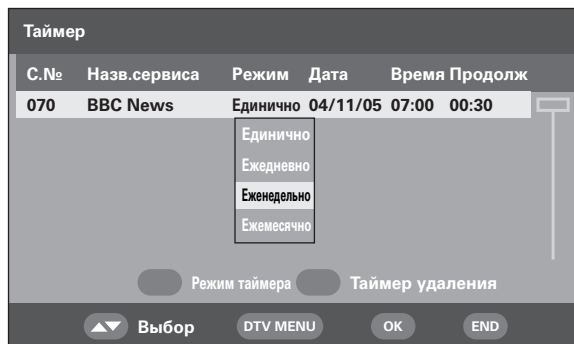 Таймер
С.№ Назв.сервиса Режим Дата Время Продолж
070 BBC News Единично 04/11/05 07:00 00:30
Единично
Ежедневно
Еженедельно
Ежемесячно
Режим таймера Таймер удаления
Выбор DTV MENU OK END